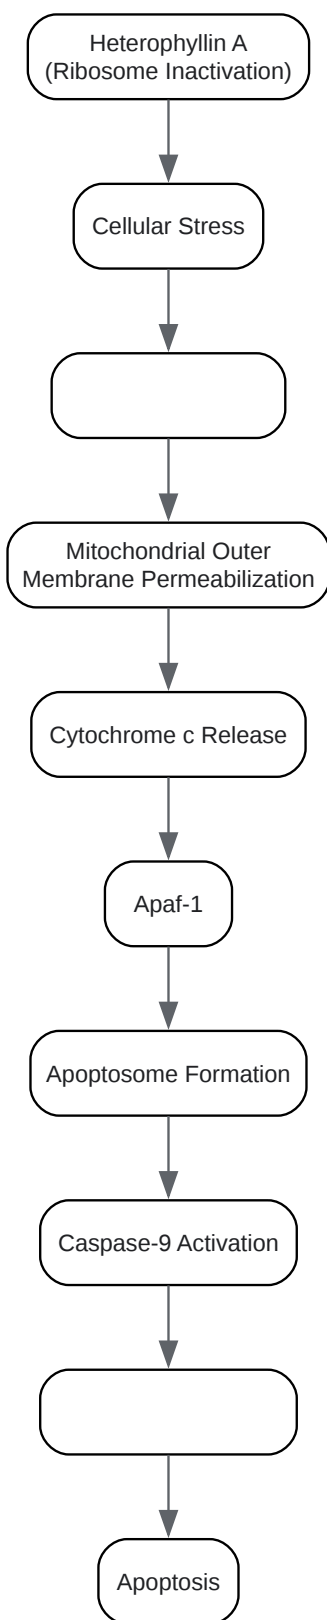 Heterophyllin A
(Ribosome Inactivation)
Cellular Stress
Mitochondrial Outer
Membrane Permeabilization
Cytochrome c Release
Apaf-1
Apoptosome Formation
Caspase-9 Activation
Apoptosis